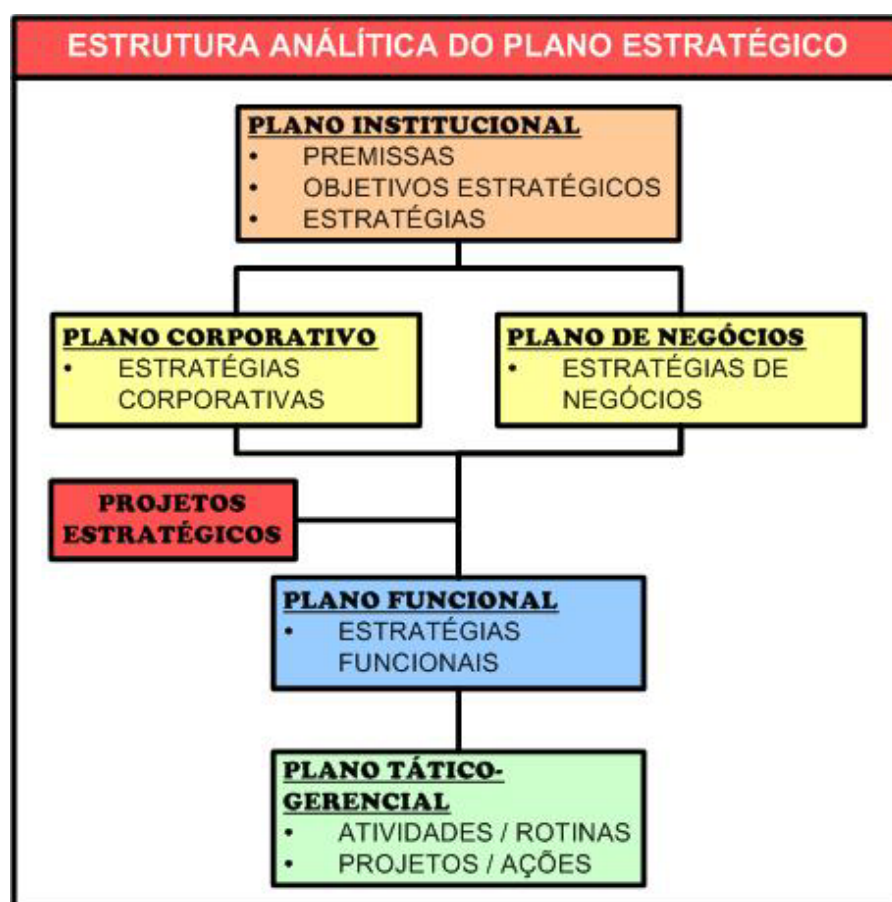 ESTRUTURA ANÁLÍTICA DO PLANO ESTRATÉGICO
PLANO INSTITUCIONAL
• PREMISSAS
• OBJETIVOS ESTRATÉGICOS
• ESTRATÉGIAS
PLANO CORPORATIVO
• ESTRATÉGIAS
CORPORATIVAS
PLANO DE NEGÓCIOS
• ESTRATÉGIAS DE
NEGÓCIOS
PROJETOS
ESTRATÉGICOS
PLANO FUNCIONAL
• ESTRATÉGIAS
FUNCIONAIS
PLANO TÁTICO-
GERENCIAL
• ATIVIDADES / ROTINAS
• PROJETOS / AÇÕES